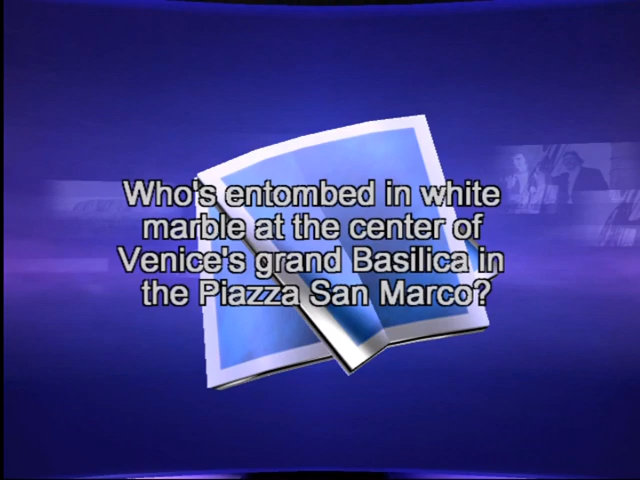 Who's entombed in white
marble at the center of
Venice's grand Basilica in
the Piazza San Marco?